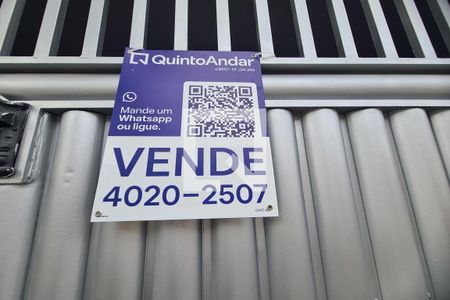 QuintoAndar
Mande um
Whatsapp
ou ligue.
VENDE
4020-2507